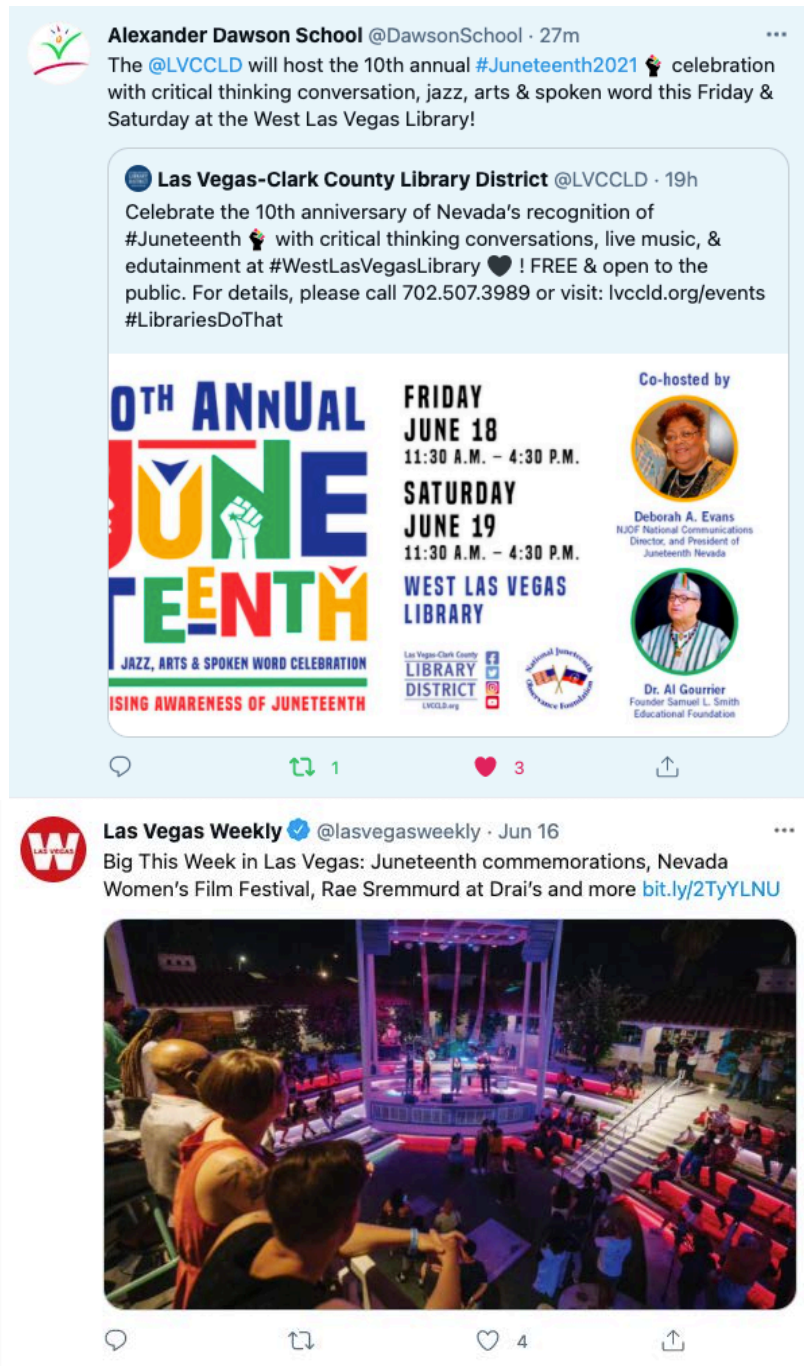 Alexander Dawson School @DawsonSchool · 27m
The @LVCCLD will host the 10th annual #Juneteenth2021 celebration
with critical thinking conversation, jazz, arts & spoken word this Friday &
Saturday at the West Las Vegas Library!
Las Vegas-Clark County Library District @LVCCLD · 19h
Celebrate the 10th anniversary of Nevada's recognition of
#Juneteenth with critical thinking conversations, live music, &
edutainment at #WestLasVegasLibrary 🖤 ! FREE & open to the
public. For details, please call 702.507.3989 or visit: lvccld.org/events
#LibrariesDoThat
0TH ANNUAL
JUNE
TEENTH
JAZZ, ARTS & SPOKEN WORD CELEBRATION
ISING AWARENESS OF JUNETEENTH
FRIDAY
JUNE 18
11:30 A.M. – 4:30 P.M.
SATURDAY
JUNE 19
11:30 A.M. – 4:30 P.M.
WEST LAS VEGAS
LIBRARY
Las Vegas-Clark County
LIBRARY
DISTRICT
LVCCLD.org
National Juneteenth
Observance Foundation
Co-hosted by
Deborah A. Evans
NJOF National Communications
Director, and President of
Juneteenth Nevada
Dr. Al Gourrier
Founder Samuel L. Smith
Educational Foundation
1
3
LAS VEGAS
W
Las Vegas Weekly @lasvegasweekly · Jun 16
Big This Week in Las Vegas: Juneteenth commemorations, Nevada
Women's Film Festival, Rae Sremmurd at Drai's and more bit.ly/2TyYLNU
4